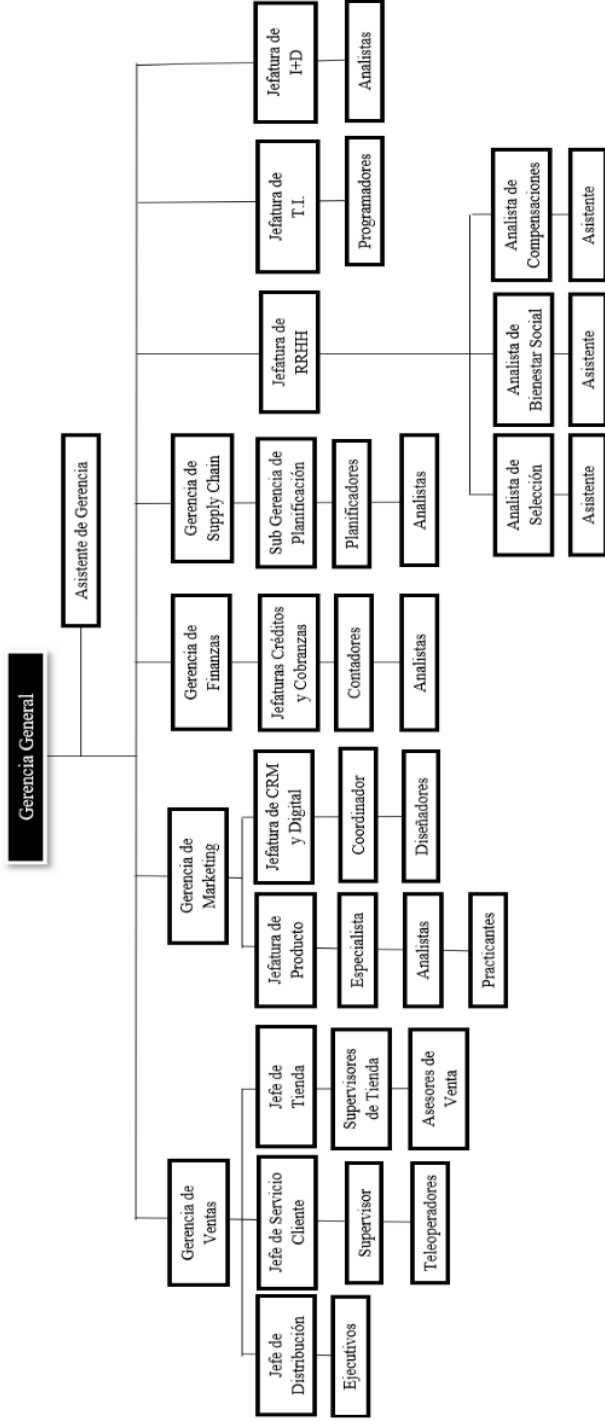 Gerencia General
Asistente de Gerencia
Gerencia de
Ventas
Gerencia de
Marketing
Gerencia de
Finanzas
Gerencia de
Supply Chain
Jefe de
Distribución
Jefe de Servicio
Cliente
Jefe de
Tienda
Jefatura de
Producto
Jefatura de CRM
y Digital
Jefaturas Créditos
y Cobranzas
Sub Gerencia de
Planificación
Jefatura de
RRHH
Jefatura de
T.I.
Jefatura de
I+D
Ejecutivos
Supervisor
Supervisores
de Tienda
Especialista
Coordinador
Contadores
Planificadores
Programadores
Analistas
Teleoperadores
Asesores de
Venta
Analistas
Diseñadores
Analistas
Analistas
Practicantes
Analista de
Selección
Analista de
Bienestar Social
Analista de
Compensaciones
Asistente
Asistente
Asistente